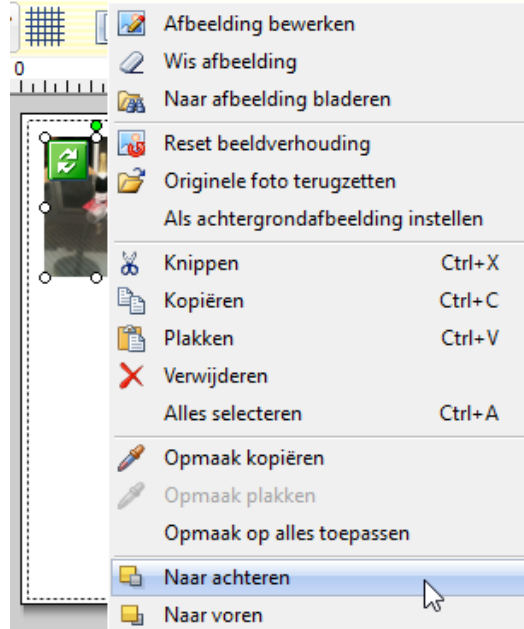 0
Afbeelding bewerken
Wis afbeelding
Naar afbeelding bladeren
Reset beeldverhouding
Originele foto terugzetten
Als achtergrondafbeelding instellen
Knippen Ctrl+X
Kopiëren Ctrl+C
Plakken Ctrl+V
Verwijderen
Alles selecteren Ctrl+A
Opmaak kopiëren
Opmaak plakken
Opmaak op alles toepassen
Naar achteren
Naar voren